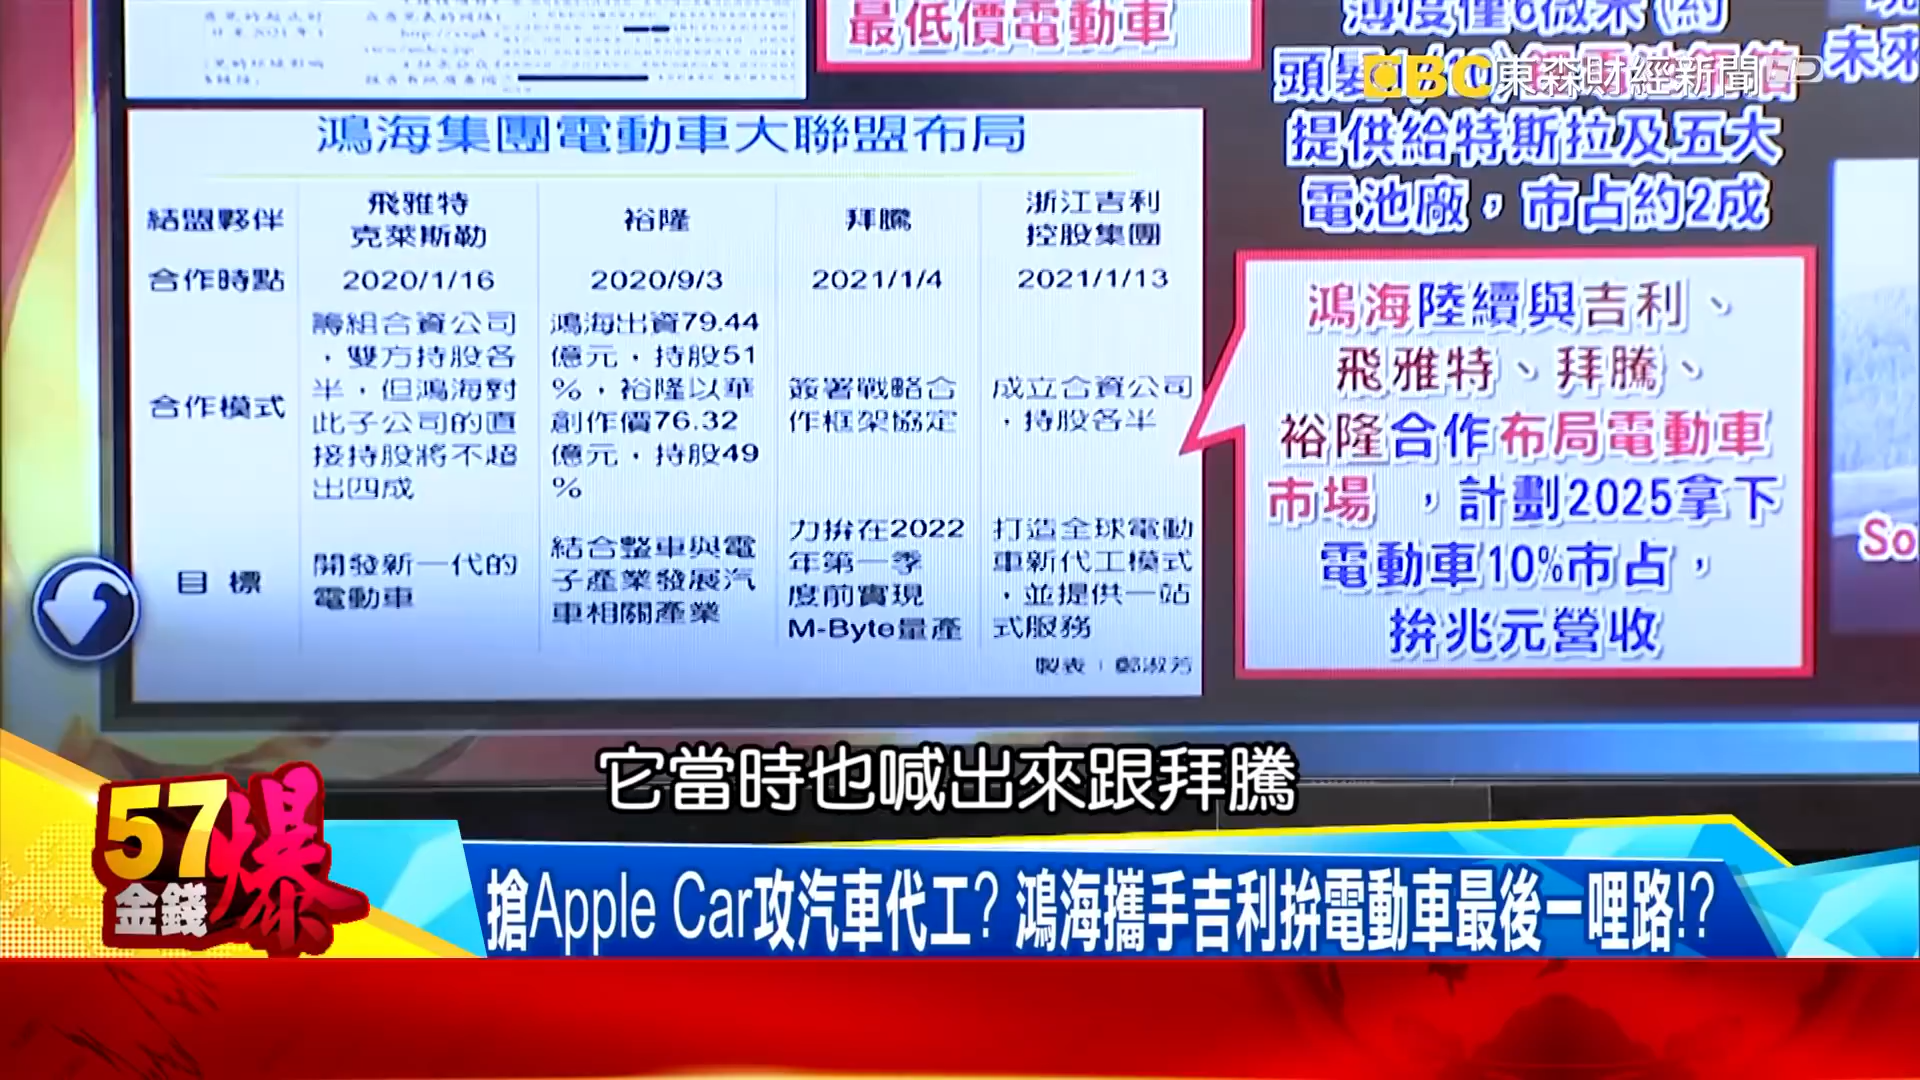 最低價電動車
薄度僅6微米(約
頭髮1/10)
EBC東森財經新聞
未來
提供給特斯拉及五大
電池廠，市占約2成
鴻海集團電動車大聯盟布局
結盟夥伴
飛雅特
克萊斯勒
裕隆
拜騰
浙江吉利
控股集團
合作時點
2020/1/16
2020/9/3
2021/1/4
2021/1/13
合作模式
籌組合資公司
，雙方持股各
半，但鴻海對
此子公司的直
接持股將不超
出四成
鴻海出資79.44
億元，持股51
%，裕隆以華
創作價76.32
億元，持股49
%
簽署戰略合
作框架協定
成立合資公司
，持股各半
目標
開發新一代的
電動車
結合整車與電
子產業發展汽
車相關產業
力拚在2022
年第一季
度前實現
M-Byte量產
打造全球電動
車新代工模式
，並提供一站
式服務
製表：鄭淑芳
鴻海陸續與吉利、
飛雅特、拜騰、
裕隆合作布局電動車
市場，計劃2025拿下
電動車10%市占，
拚兆元營收
So
它當時也喊出來跟拜騰
57
金錢
爆
搶Apple Car攻汽車代工? 鴻海攜手吉利拚電動車最後一哩路!?